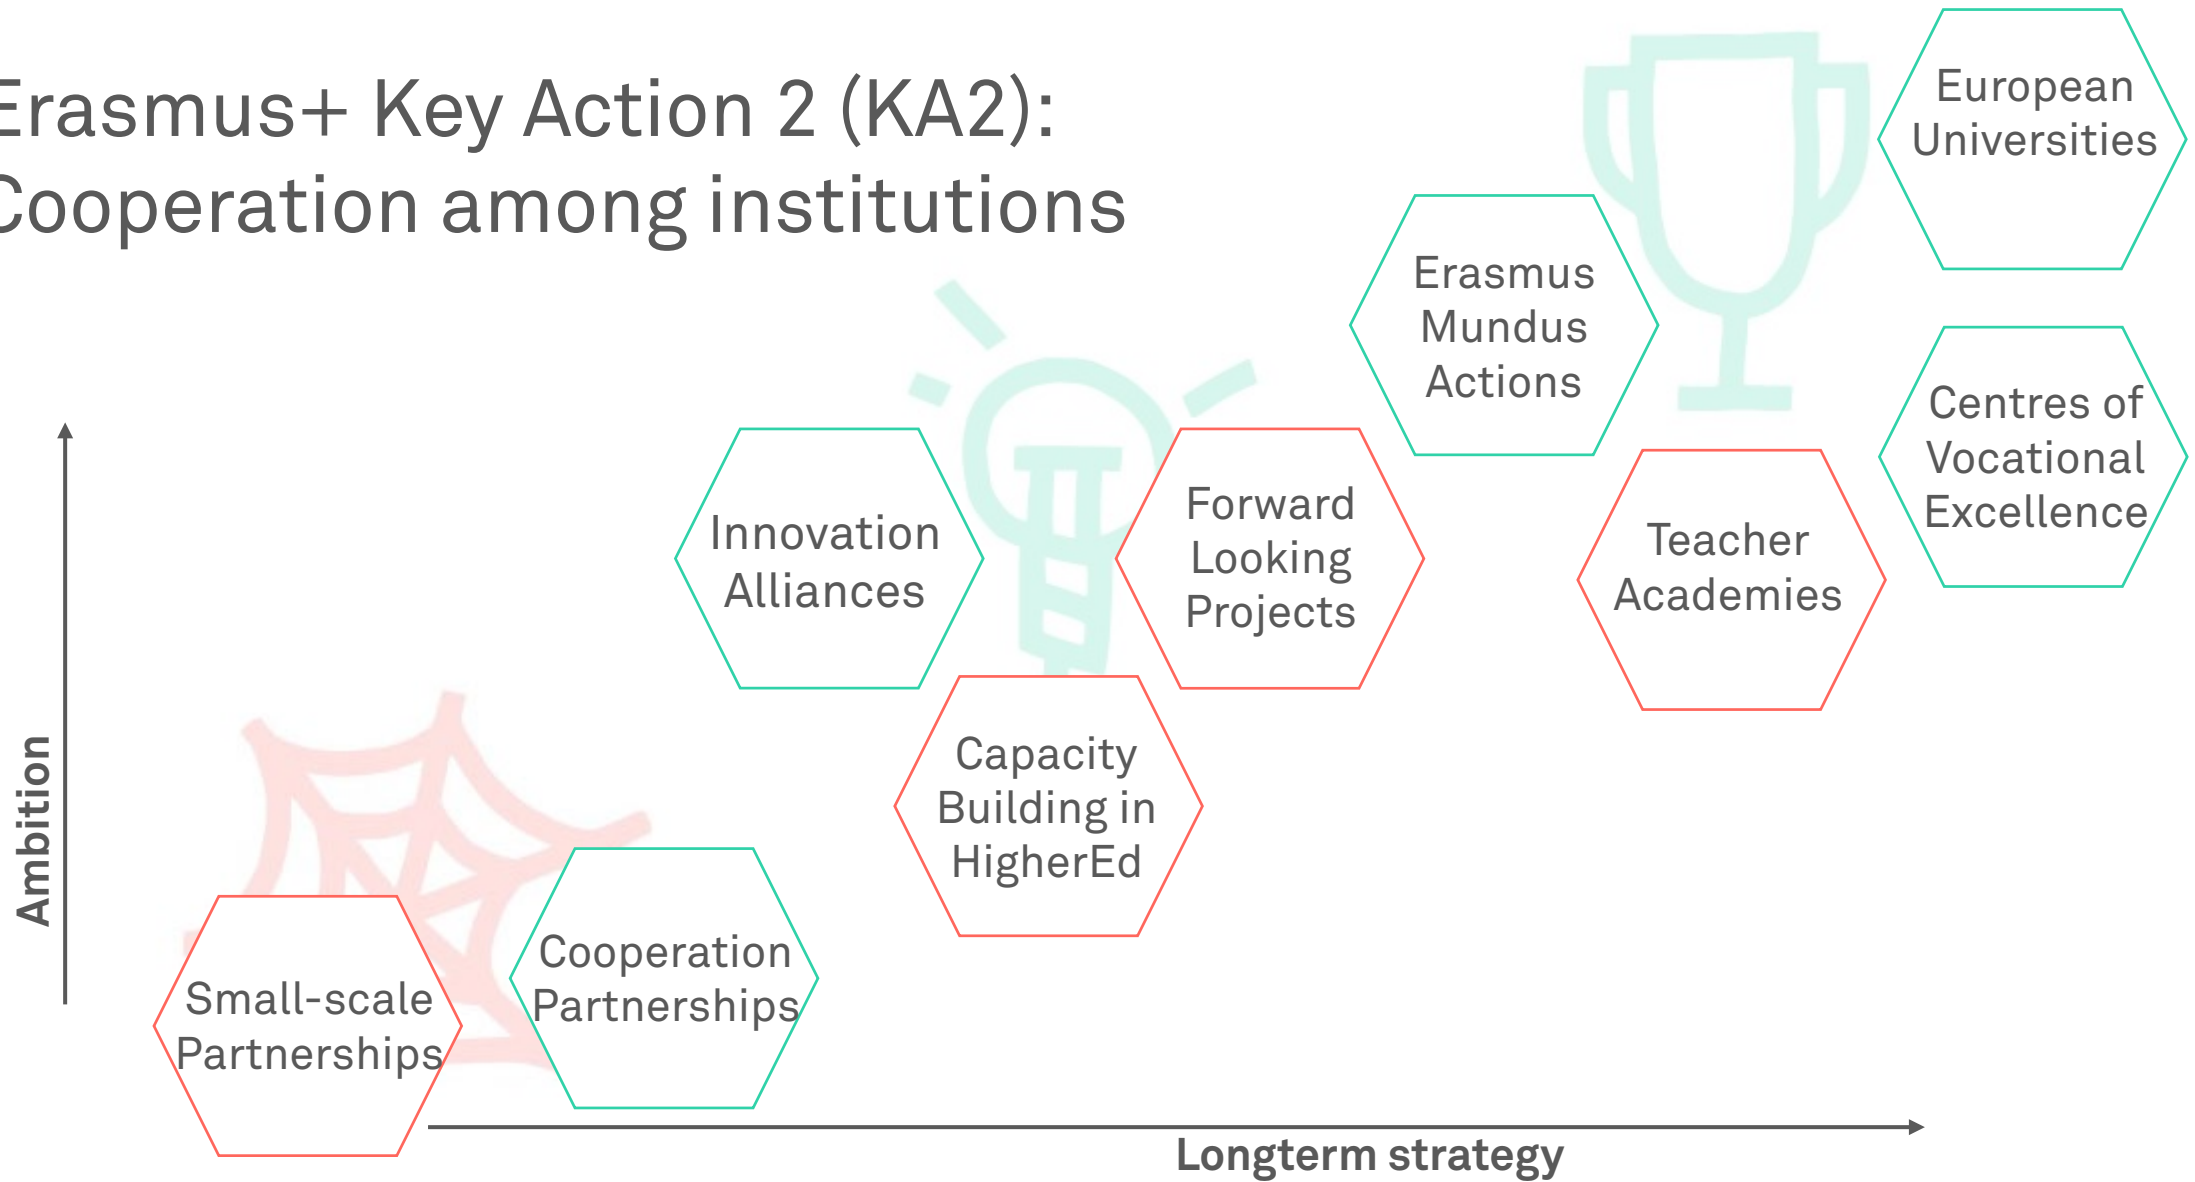 Erasmus+ Key Action 2 (KA2):
Cooperation among institutions
European
Universities
Erasmus
Mundus
Actions
Centres of
Vocational
Excellence
Innovation
Alliances
Forward
Looking
Projects
Teacher
Academies
Capacity
Building in
HigherEd
Ambition
Small-scale
Partnerships
Cooperation
Partnerships
Longterm strategy